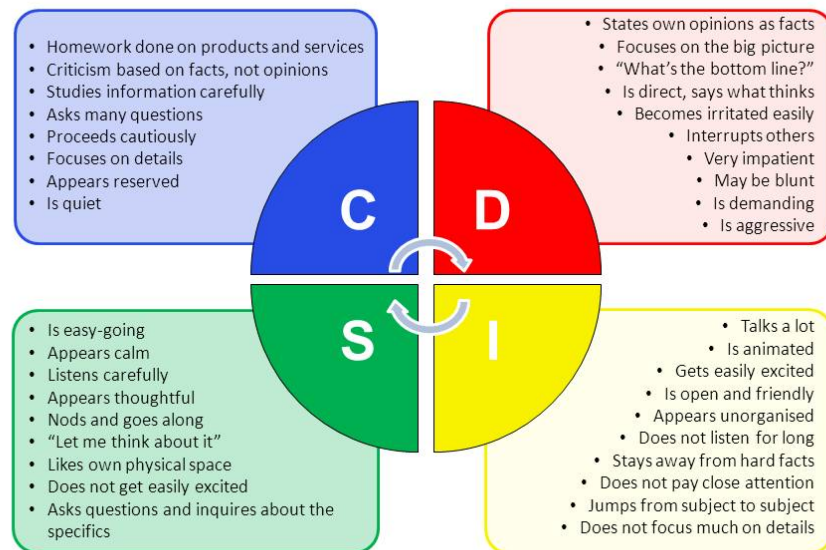 • Homework done on products and services
• Criticism based on facts, not opinions
• Studies information carefully
• Asks many questions
• Proceeds cautiously
• Focuses on details
• Appears reserved
• Is quiet
• States own opinions as facts
• Focuses on the big picture
• “What’s the bottom line?”
• Is direct, says what thinks
• Becomes irritated easily
• Interrupts others
• Very impatient
• May be blunt
• Is demanding
• Is aggressive
C
D
S
I
• Is easy-going
• Appears calm
• Listens carefully
• Appears thoughtful
• Nods and goes along
• “Let me think about it”
• Likes own physical space
• Does not get easily excited
• Asks questions and inquires about the
specifics
• Talks a lot
• Is animated
• Gets easily excited
• Is open and friendly
• Appears unorganised
• Does not listen for long
• Stays away from hard facts
• Does not pay close attention
• Jumps from subject to subject
• Does not focus much on details